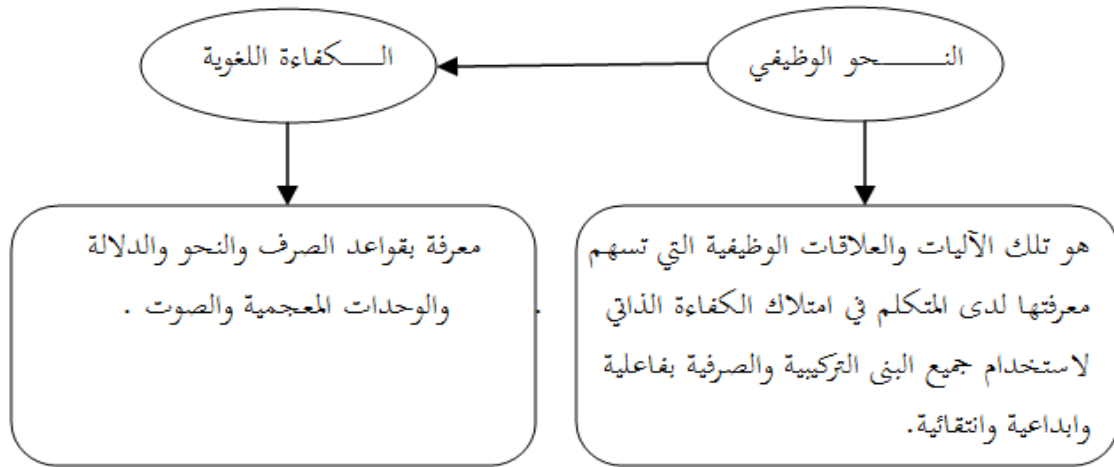 النـــــحو الوظيفي
الـــكفاءة اللغوية
هو تلك الآليات والعلاقات الوظيفية التي تسهم
معرفتها لدى المتكلم في امتلاك الكفاءة الذاتي
لاستخدام جميع البنى التركيبية والصرفية بفاعلية
وابداعية وانتقائية.
معرفة بقواعد الصرف والنحو والدلالة
والوحدات المعجمية والصوت .
.